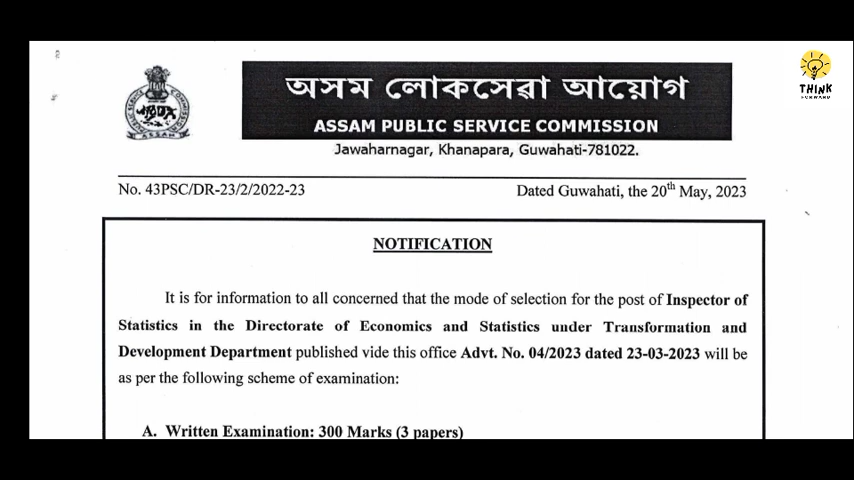 অসম লোকসেৱা আয়োগ
ASSAM PUBLIC SERVICE COMMISSION
Jawaharnagar, Khanapara, Guwahati-781022.
THINK
FORWARD
No. 43PSC/DR-23/2/2022-23
Dated Guwahati, the 20th May, 2023
NOTIFICATION
It is for information to all concerned that the mode of selection for the post of Inspector of
Statistics in the Directorate of Economics and Statistics under Transformation and
Development Department published vide this office Advt. No. 04/2023 dated 23-03-2023 will be
as per the following scheme of examination:
A. Written Examination: 300 Marks (3 papers)